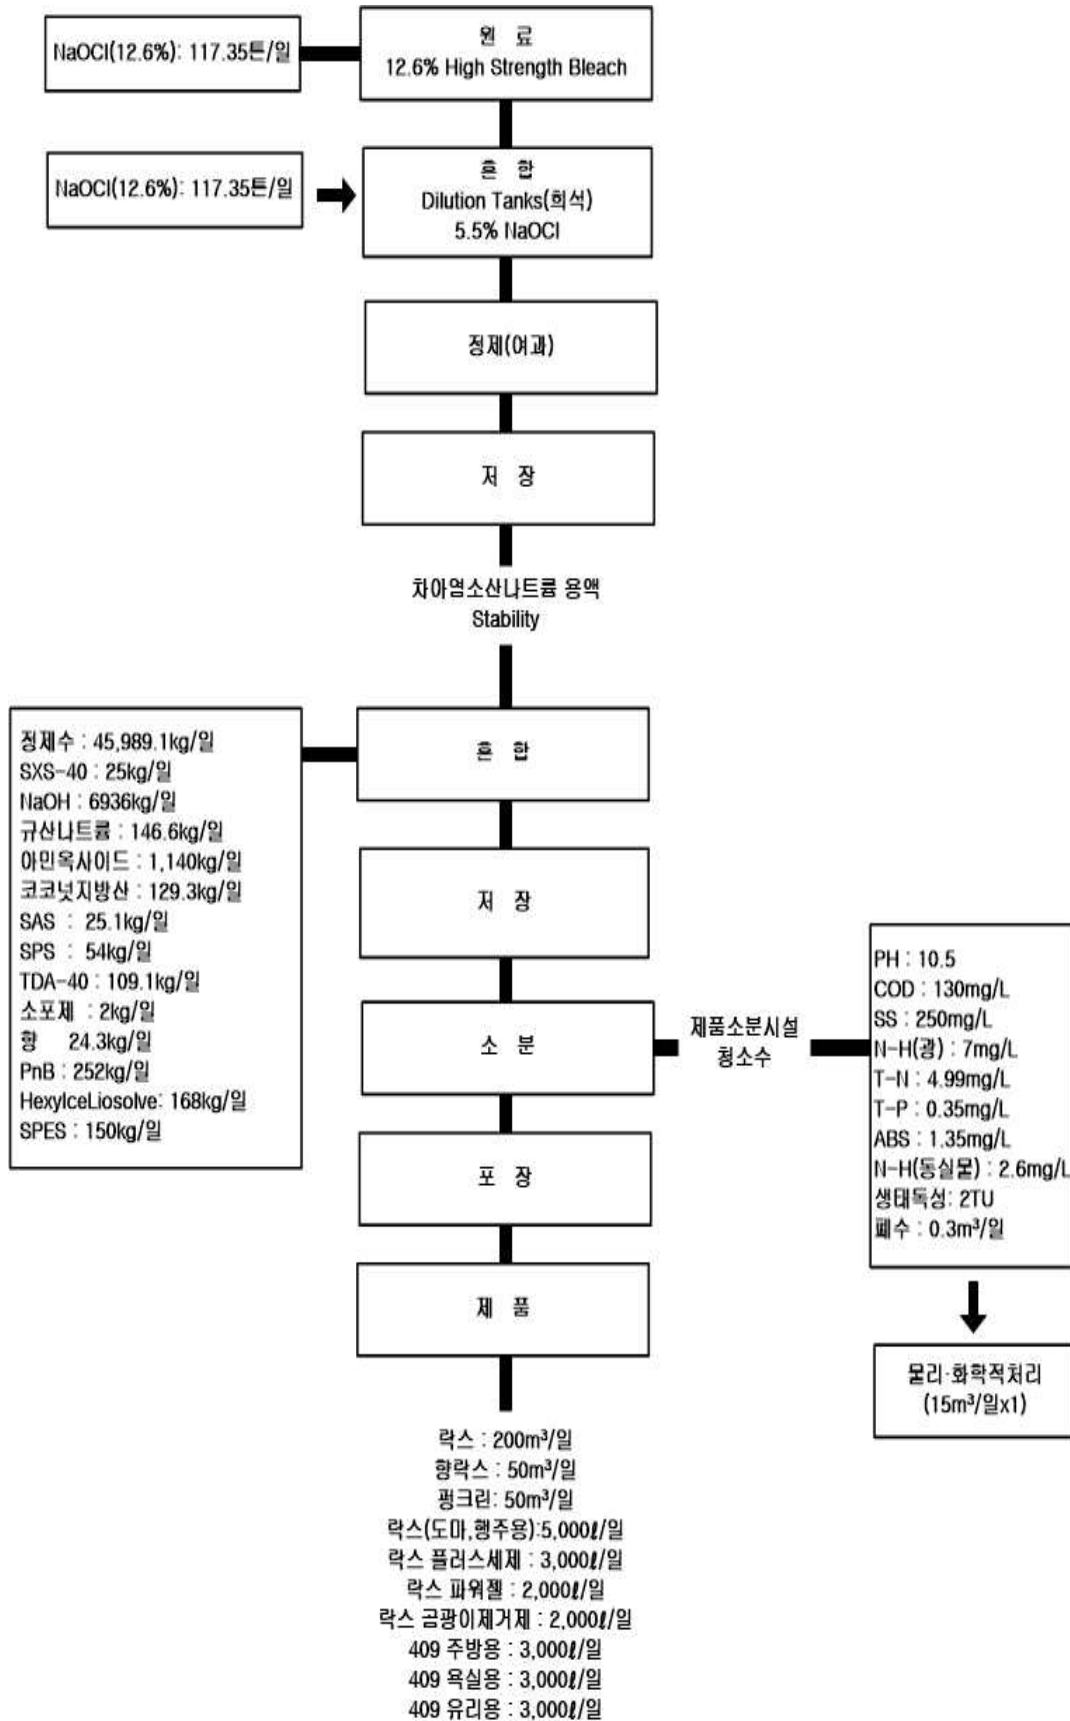 NaOCl(12.6%): 117.35톤/일
원 료
12.6% High Strength Bleach
NaOCl(12.6%): 117.35톤/일
혼 합
Dilution Tanks(희석)
5.5% NaOCl
정제(여과)
저 장
차아염소산나트륨 용액
Stability
정제수 : 45,989.1kg/일
SXS-40 : 25kg/일
NaOH : 6936kg/일
규산나트륨 : 146.6kg/일
아민옥사이드 : 1,140kg/일
코코넛지방산 : 129.3kg/일
SAS : 25.1kg/일
SPS : 54kg/일
TDA-40 : 109.1kg/일
소포제 : 2kg/일
향 24.3kg/일
PnB : 252kg/일
HexylceLiosolve: 168kg/일
SPES : 150kg/일
혼 합
저 장
소 분
제품소분시설
청소수
PH : 10.5
COD : 130mg/L
SS : 250mg/L
N-H(광) : 7mg/L
T-N : 4.99mg/L
T-P : 0.35mg/L
ABS : 1.35mg/L
N-H(동실물) : 2.6mg/L
생태독성: 2TU
폐수 : 0.3m³/일
물리·화학적처리
(15m³/일x1)
포 장
제 품
락스 : 200m³/일
향락스 : 50m³/일
펑크린: 50m³/일
락스(도마,행주용):5,000ℓ/일
락스 플러스세제 : 3,000ℓ/일
락스 파워젤 : 2,000ℓ/일
락스 곰광이제거제 : 2,000ℓ/일
409 주방용 : 3,000ℓ/일
409 욕실용 : 3,000ℓ/일
409 유리용 : 3,000ℓ/일